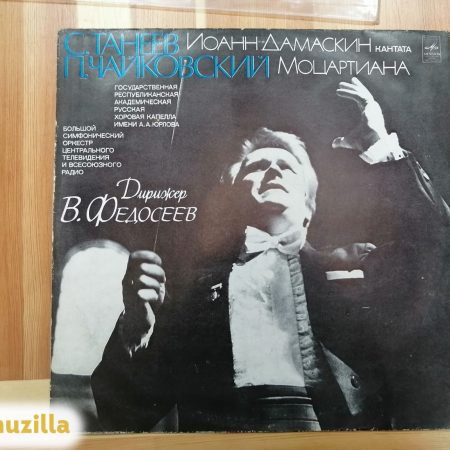 С. ТАНЕЕВ ИОАНН ДАМАСКИН КАНТАТА
П. ЧАЙКОВСКИЙ МОЦАРТИАНА
ГОСУДАРСТВЕННАЯ
РЕСПУБЛИКАНСКАЯ
АКАДЕМИЧЕСКАЯ
РУССКАЯ
ХОРОВАЯ КАПЕЛЛА
ИМЕНИ А. А. ЮРЛОВА
БОЛЬШОЙ
СИМФОНИЧЕСКИЙ
ОРКЕСТР
ЦЕНТРАЛЬНОГО
ТЕЛЕВИДЕНИЯ
И ВСЕСОЮЗНОГО
РАДИО
Дирижер
В. ФЕДОСЕЕВ
uzilla